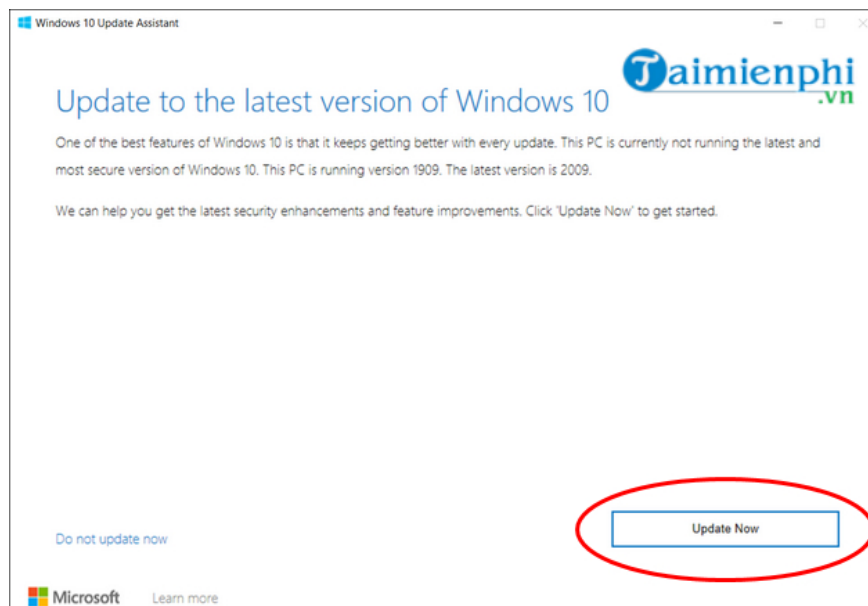 Windows 10 Update Assistant
Taimienphi
.vn
Update to the latest version of Windows 10
One of the best features of Windows 10 is that it keeps getting better with every update. This PC is currently not running the latest and
most secure version of Windows 10. This PC is running version 1909. The latest version is 2009.
We can help you get the latest security enhancements and feature improvements. Click 'Update Now' to get started.
Update Now
Do not update now
Microsoft Learn more